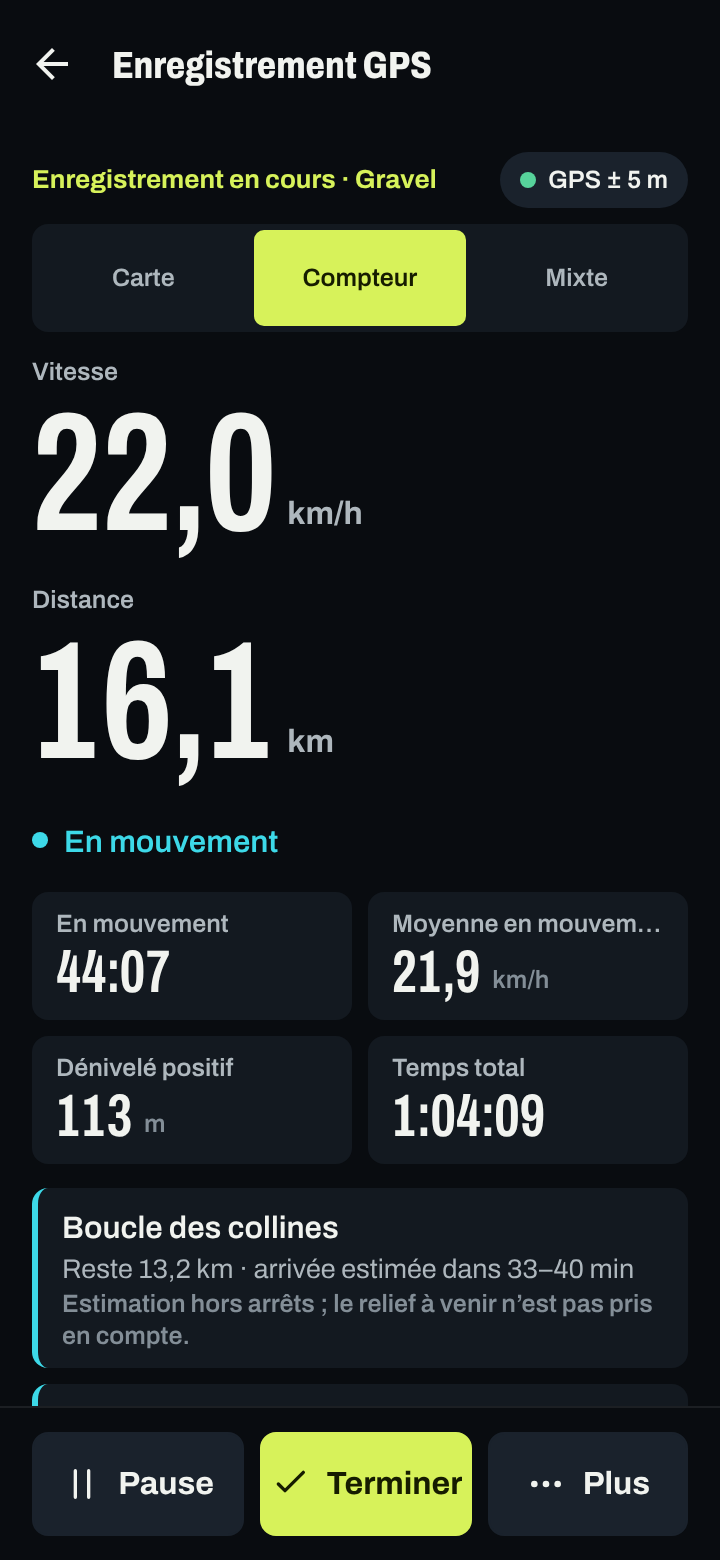 Enregistrement GPS
Enregistrement en cours · Gravel
GPS ± 5 m
Carte
Compteur
Mixte
Vitesse
22,0 km/h
Distance
16,1 km
En mouvement
En mouvement
44:07
Moyenne en mouvem…
21,9 km/h
Dénivelé positif
113 m
Temps total
1:04:09
Boucle des collines
Reste 13,2 km · arrivée estimée dans 33–40 min
Estimation hors arrêts ; le relief à venir n’est pas pris
en compte.
Pause
Terminer
Plus